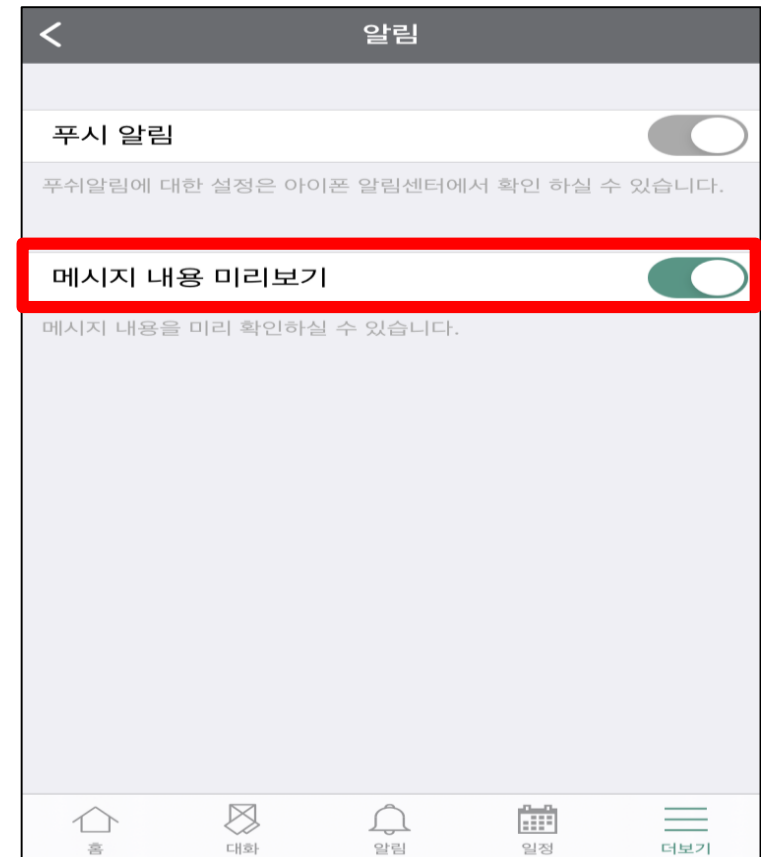 알림
푸시 알림
푸쉬알림에 대한 설정은 아이폰 알림센터에서 확인 하실 수 있습니다.
메시지 내용 미리보기
메시지 내용을 미리 확인하실 수 있습니다.
홈 대화 알림 일정 더보기